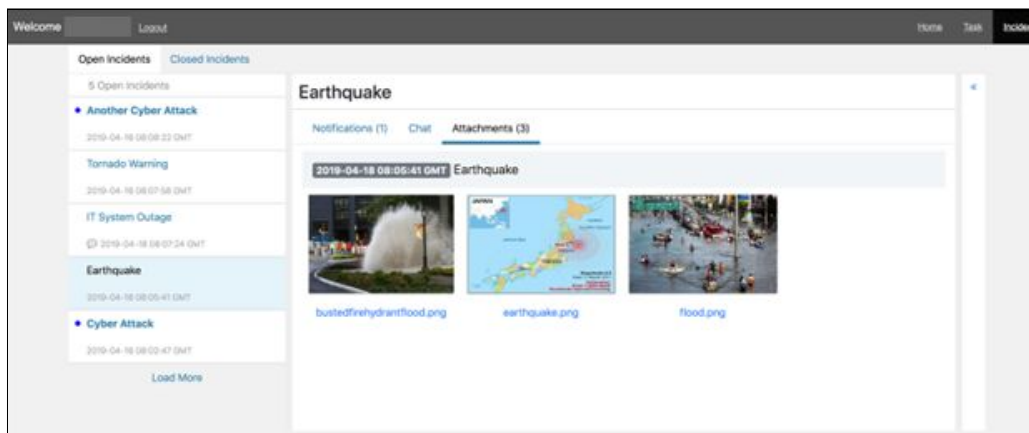 Welcome Logout Home Task Incide
Open Incidents Closed Incidents
5 Open Incidents
Another Cyber Attack
2019-04-18 08:08:22 GMT
Tornado Warning
2019-04-18 08:07:58 GMT
IT System Outage
2019-04-18 08:07:24 GMT
Earthquake
2019-04-18 08:05:41 GMT
Cyber Attack
2019-04-18 08:02:47 GMT
Load More
Earthquake
Notifications (1) Chat Attachments (3)
2019-04-18 08:05:41 GMT Earthquake
JAPAN
bustedfirehydrantflood.png earthquake.png flood.png